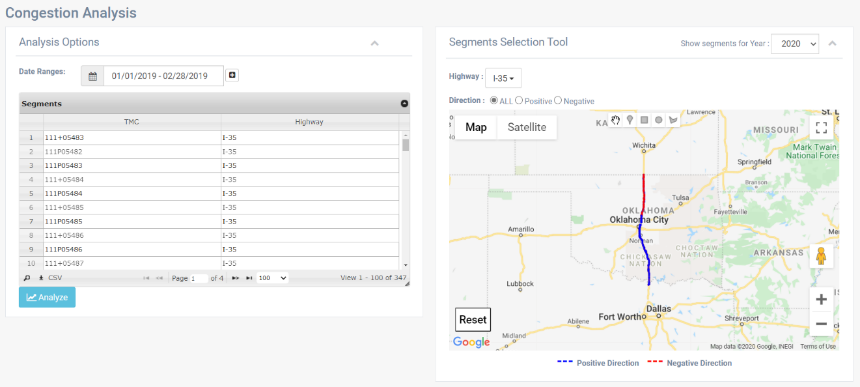 Congestion Analysis
Analysis Options
Date Ranges:
01/01/2019 - 02/28/2019
Segments
TMC Highway
1 111+05483 I-35
2 111P05482 I-35
3 111P05483 I-35
4 111+05484 I-35
5 111P05484 I-35
6 111+05485 I-35
7 111P05485 I-35
8 111+05486 I-35
9 111P05486 I-35
10 111+05487 I-35
CSV
Page 1 of 4
100
View 1 - 100 of 347
Analyze
Segments Selection Tool
Show segments for Year : 2020
Highway : I-35
Direction : ALL Positive Negative
Map Satellite
Lawrence
KA
St. L
MISSOURI
Wichita
Mark Twain
National Fores
Springfield
Branson
Tulsa
OKLAHOMA
Oklahoma City
Fayetteville
Amarillo
Norman
CHOCTAW
NATION
CHICKASAW
NATION
ARKANSAS
Me
Lubbock
Reset
Abilene
Fort Worth
Dallas
Shreveport
Midland
Google
Map data ©2020 Google, INEGI Terms of Use
Positive Direction Negative Direction